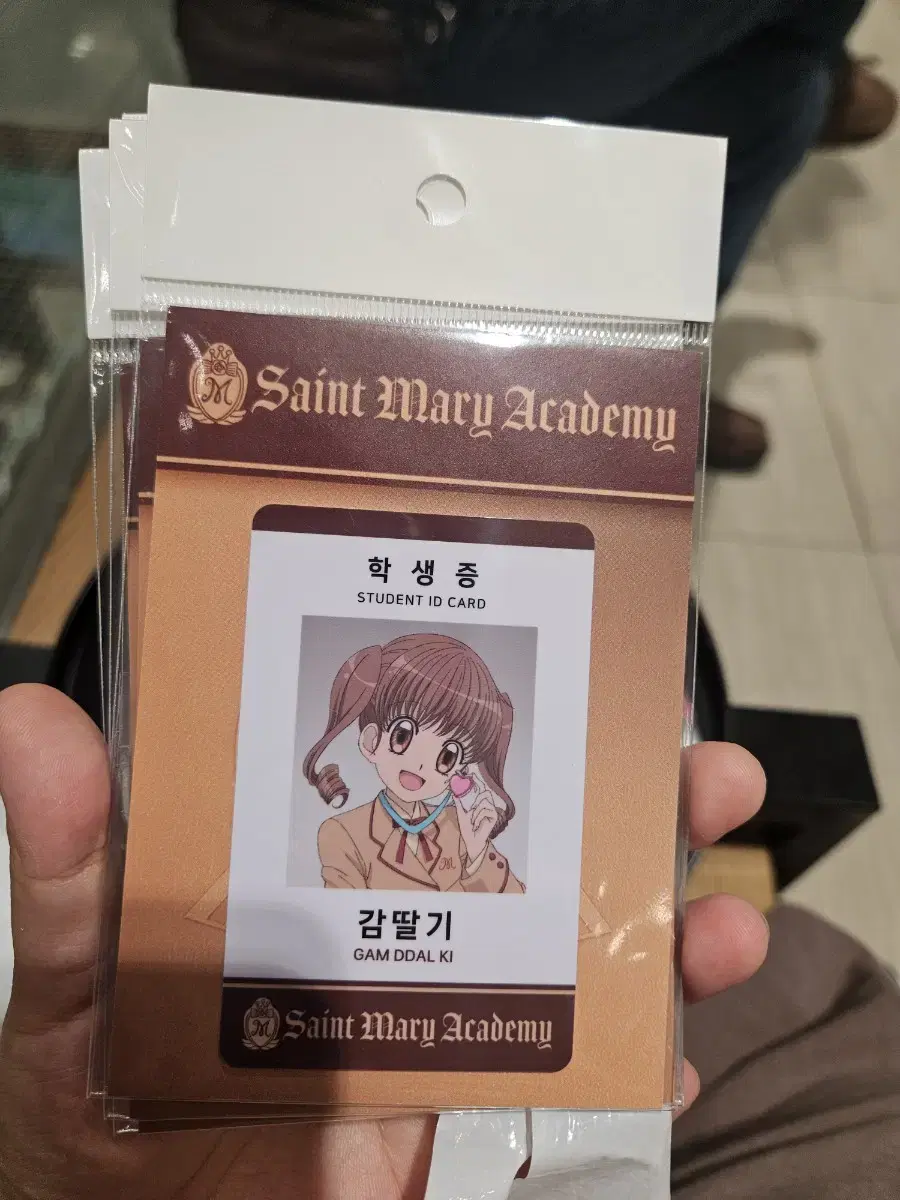 M
Saint Mary Academy
학생증
STUDENT ID CARD
M
감딸기
GAM DDAL KI
M
Saint Mary Academy